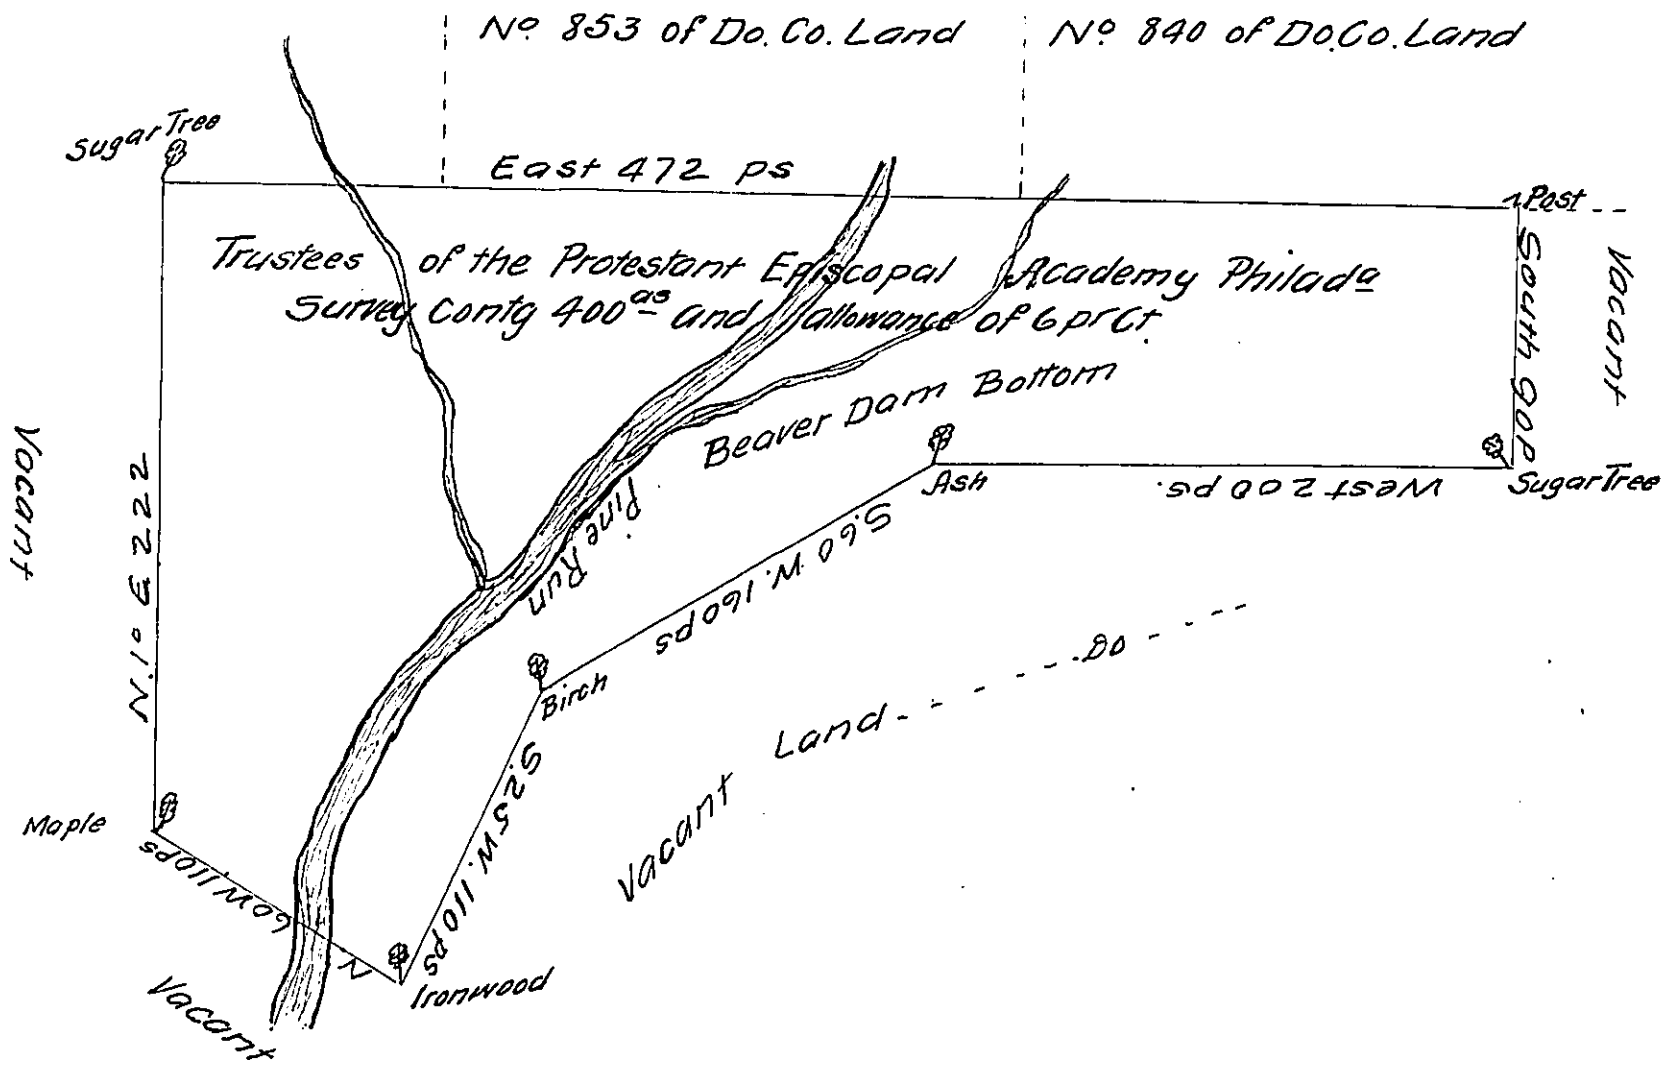 No 853 of Do. Co. Land
No 840 of Do.Co. Land
Sugar Tree
East 472 ps
Post
Trustees of the Protestant Episcopal Academy Philada
Survey Contg 400as and allowance of 6 pr Ct.
South 90 P
Vacant
Beaver Dam Bottom
Vacant
N. 1° E 222
Pine Run
Ash
West 200 ps.
Sugar Tree
S. 60 W. 160 ps
Birch
Vacant Land - - - - - Do - - - -
S. 25 W. 110 ps
Maple
N 60 W 110 ps
Ironwood
Vacant